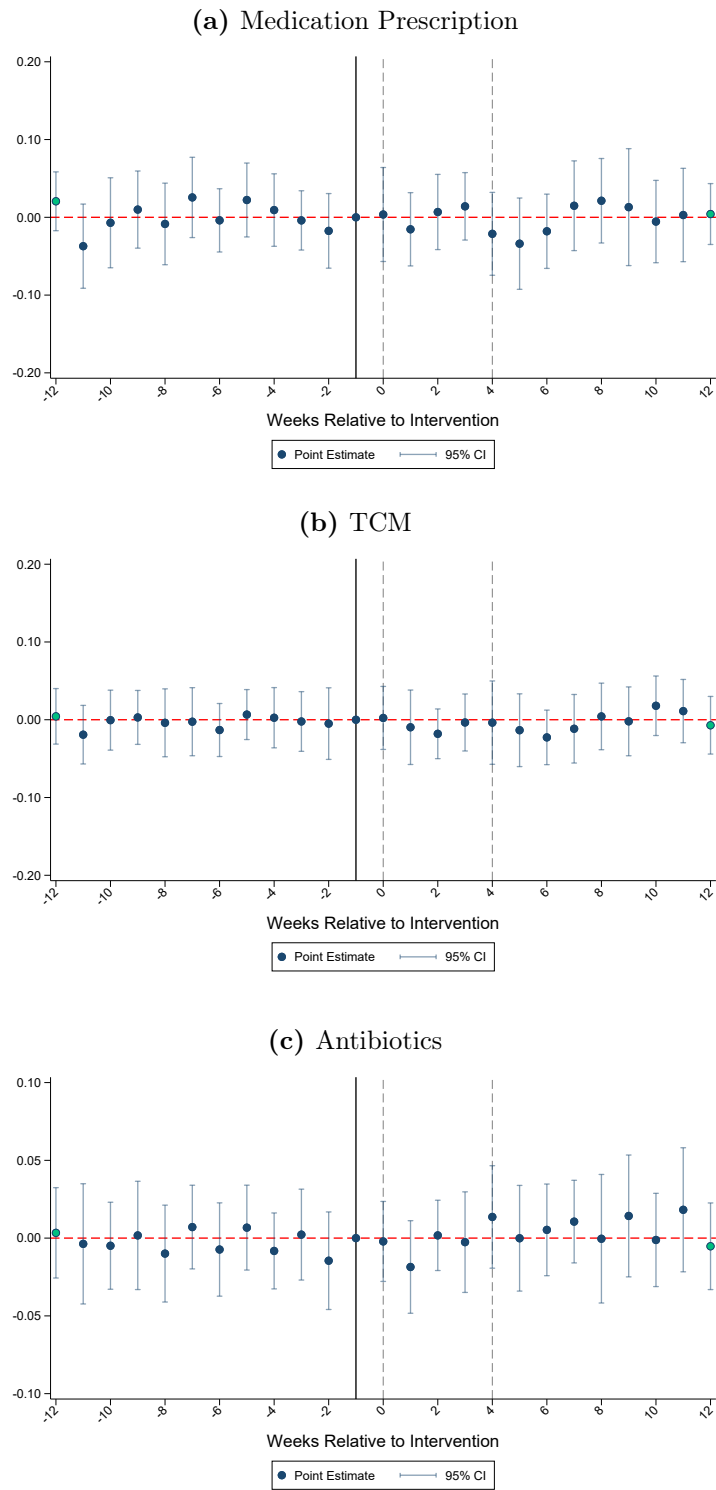 (a) Medication Prescription
0.20
0.10
0.00
-0.10
-0.20
-12 -10 -8 -6 -4 -2 0 2 4 6 8 10 12
Weeks Relative to Intervention
Point Estimate 95% CI
(b) TCM
0.20
0.10
0.00
-0.10
-0.20
-12 -10 -8 -6 -4 -2 0 2 4 6 8 10 12
Weeks Relative to Intervention
Point Estimate 95% CI
(c) Antibiotics
0.10
0.05
0.00
-0.05
-0.10
-12 -10 -8 -6 -4 -2 0 2 4 6 8 10 12
Weeks Relative to Intervention
Point Estimate 95% CI